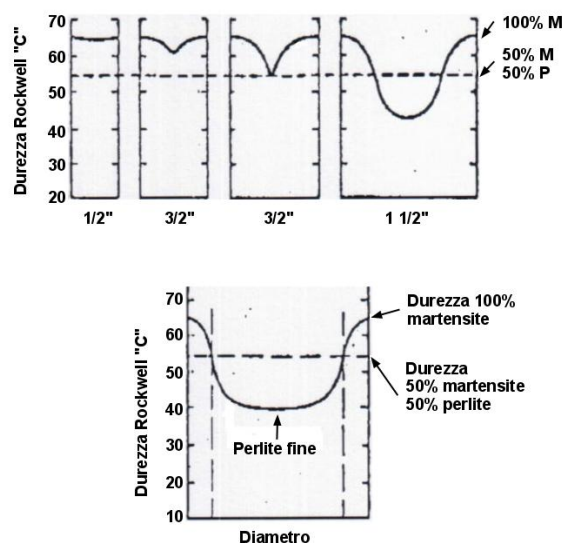 Durezza Rockwell "C"
70
60
50
40
30
20
100% M
50% M
50% P
1/2"
3/2"
3/2"
1 1/2"
Durezza Rockwell "C"
70
60
50
40
30
20
10
Durezza 100%
martensite
Durezza
50% martensite
50% perlite
Perlite fine
Diametro